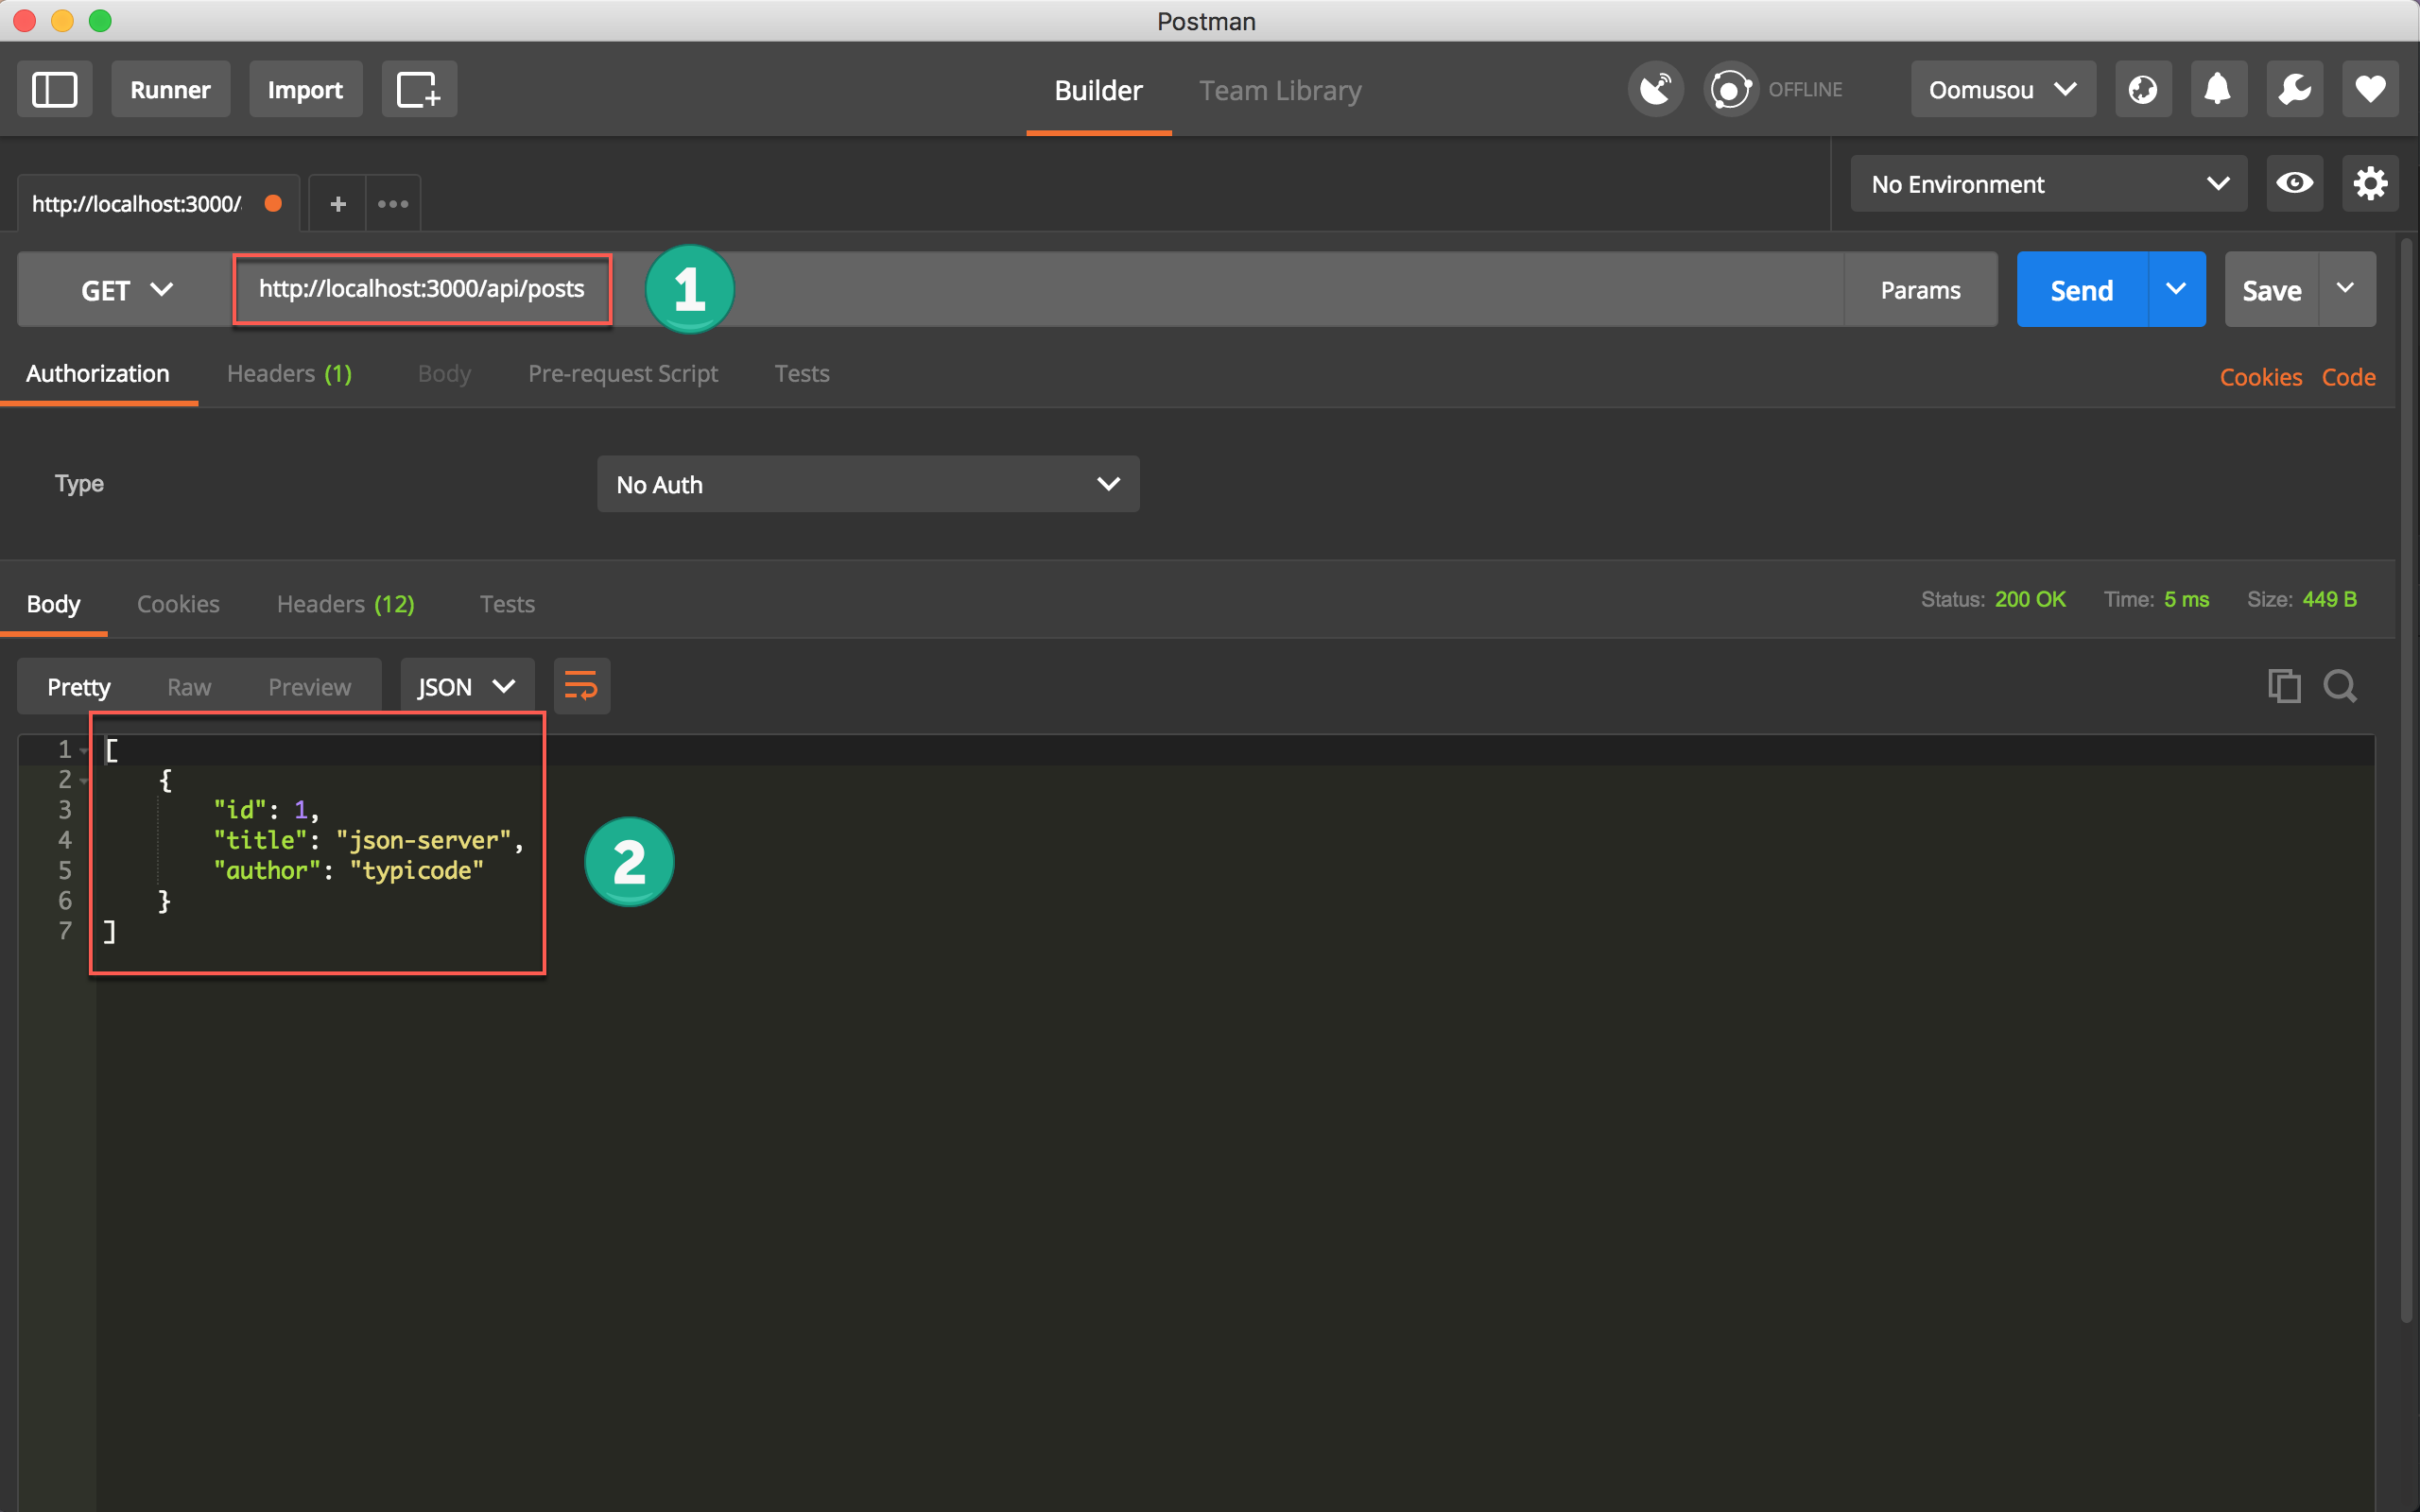 Postman
Runner Import Builder Team Library OFFLINE Oomusou
http://localhost:3000/ No Environment
GET http://localhost:3000/api/posts 1 Params Send Save
Authorization Headers (1) Body Pre-request Script Tests Cookies Code
Type No Auth
Body Cookies Headers (12) Tests Status: 200 OK Time: 5 ms Size: 449 B
Pretty Raw Preview JSON
1 [
2 {
3 "id": 1,
4 "title": "json-server",
5 "author": "typicode"
6 }
7 ]
2